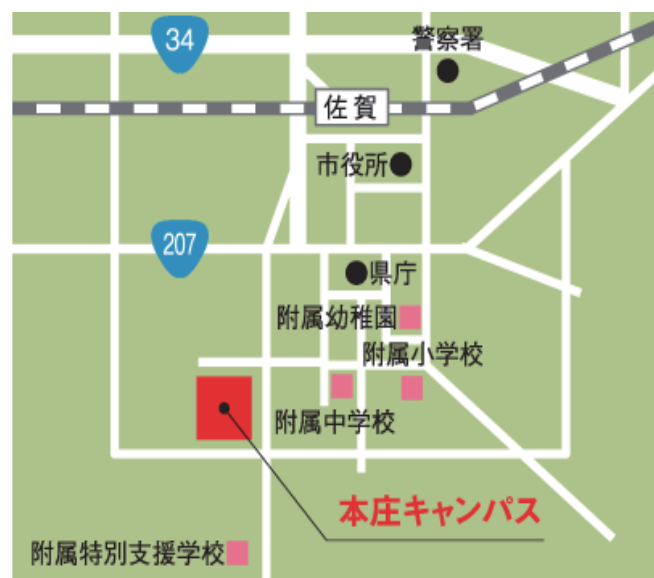 34
警察署
佐賀
市役所
207
県庁
附属幼稚園
附属小学校
附属中学校
本庄キャンパス
附属特別支援学校